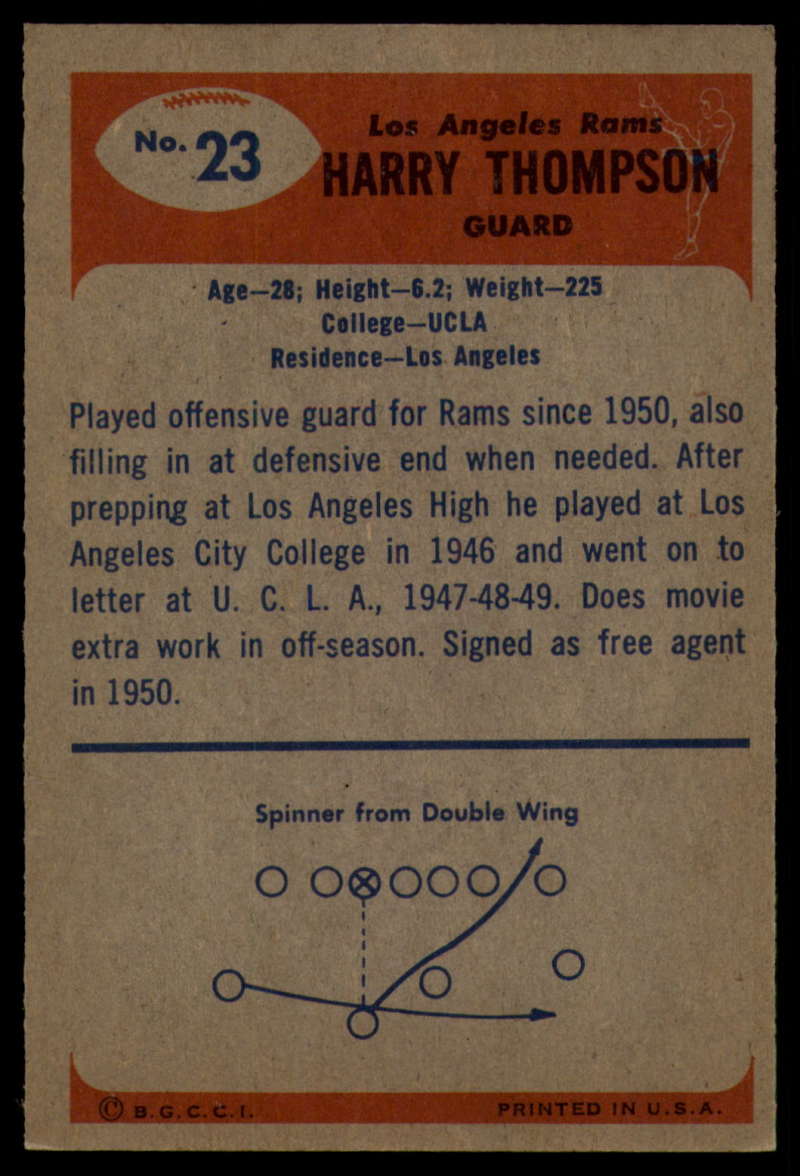 No. 23
Los Angeles Rams
HARRY THOMPSON
GUARD
Age—28; Height—6.2; Weight—225
College—UCLA
Residence—Los Angeles
Played offensive guard for Rams since 1950, also
filling in at defensive end when needed. After
prepping at Los Angeles High he played at Los
Angeles City College in 1946 and went on to
letter at U. C. L. A., 1947-48-49. Does movie
extra work in off-season. Signed as free agent
in 1950.
Spinner from Double Wing
© B.G.C.C.I.
PRINTED IN U.S.A.